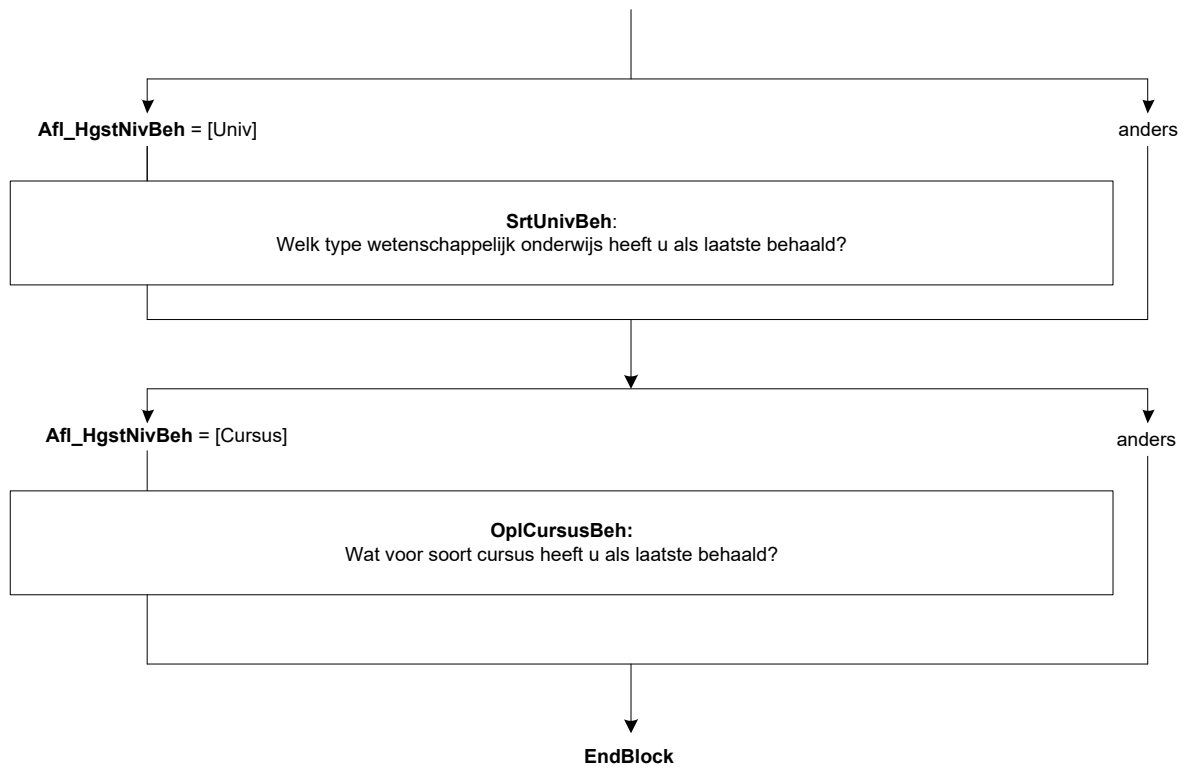 Afl_HgstNivBeh = [Univ]
anders
SrtUnivBeh:
Welk type wetenschappelijk onderwijs heeft u als laatste behaald?
Afl_HgstNivBeh = [Cursus]
anders
OplCursusBeh:
Wat voor soort cursus heeft u als laatste behaald?
EndBlock